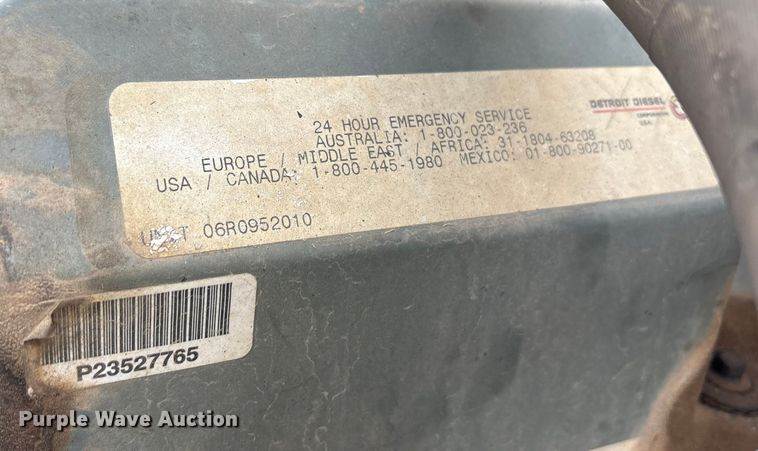 24 HOUR EMERGENCY SERVICE
AUSTRALIA: 1-800-023-236
EUROPE / MIDDLE EAST / AFRICA: 31-1804-63208
USA / CANADA: 1-800-445-1980 MEXICO: 01-800-90271-00
DETROIT DIESEL
CORPORATION
U.S.A.
06R0952010
P23527765
Purple Wave Auction